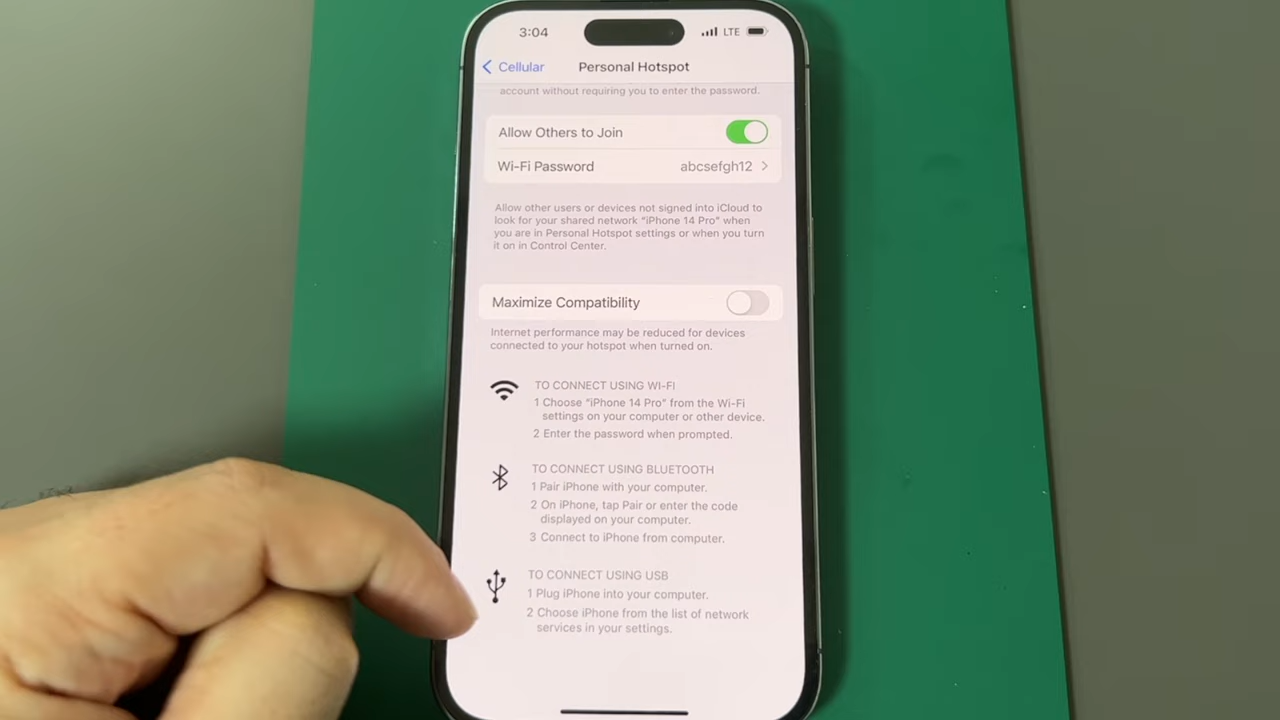 3:04 LTE
Cellular Personal Hotspot
account without requiring you to enter the password.
Allow Others to Join
Wi-Fi Password abcsefgh12
Allow other users or devices not signed into iCloud to
look for your shared network “iPhone 14 Pro” when
you are in Personal Hotspot settings or when you turn
it on in Control Center.
Maximize Compatibility
Internet performance may be reduced for devices
connected to your hotspot when turned on.
TO CONNECT USING WI-FI
1 Choose “iPhone 14 Pro” from the Wi-Fi
settings on your computer or other device.
2 Enter the password when prompted.
TO CONNECT USING BLUETOOTH
1 Pair iPhone with your computer.
2 On iPhone, tap Pair or enter the code
displayed on your computer.
3 Connect to iPhone from computer.
TO CONNECT USING USB
1 Plug iPhone into your computer.
2 Choose iPhone from the list of network
services in your settings.